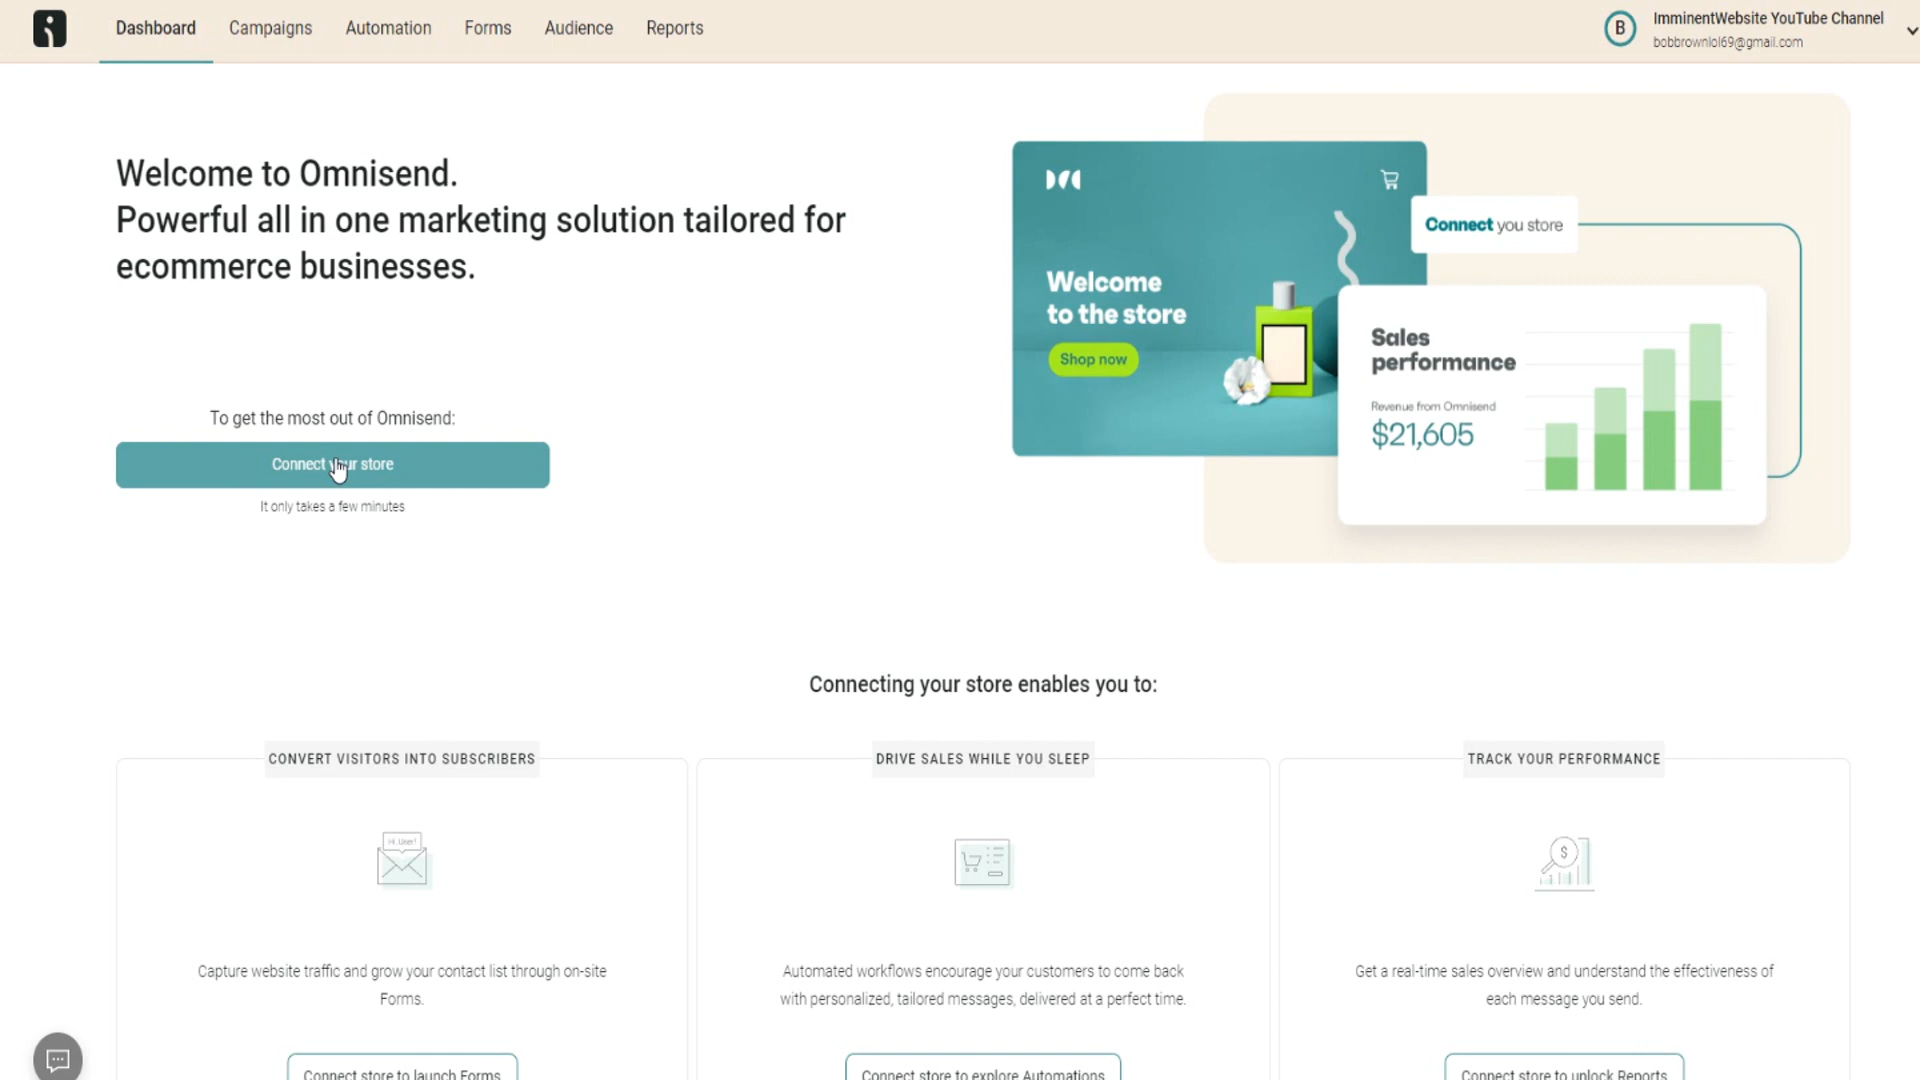 Dashboard
Campaigns
Automation
Forms
Audience
Reports
B
ImminentWebsite YouTube Channel
bobbrownlol69@gmail.com
Welcome to Omnisend.
Powerful all in one marketing solution tailored for
ecommerce businesses.
To get the most out of Omnisend:
Connect your store
It only takes a few minutes
Welcome
to the store
Shop now
Connect you store
Sales
performance
Revenue from Omnisend
$21,605
Connecting your store enables you to:
CONVERT VISITORS INTO SUBSCRIBERS
Hi, User!
Capture website traffic and grow your contact list through on-site
Forms.
Connect store to launch Forms
DRIVE SALES WHILE YOU SLEEP
Automated workflows encourage your customers to come back
with personalized, tailored messages, delivered at a perfect time.
Connect store to explore Automations
TRACK YOUR PERFORMANCE
$
Get a real-time sales overview and understand the effectiveness of
each message you send.
Connect store to unlock Reports